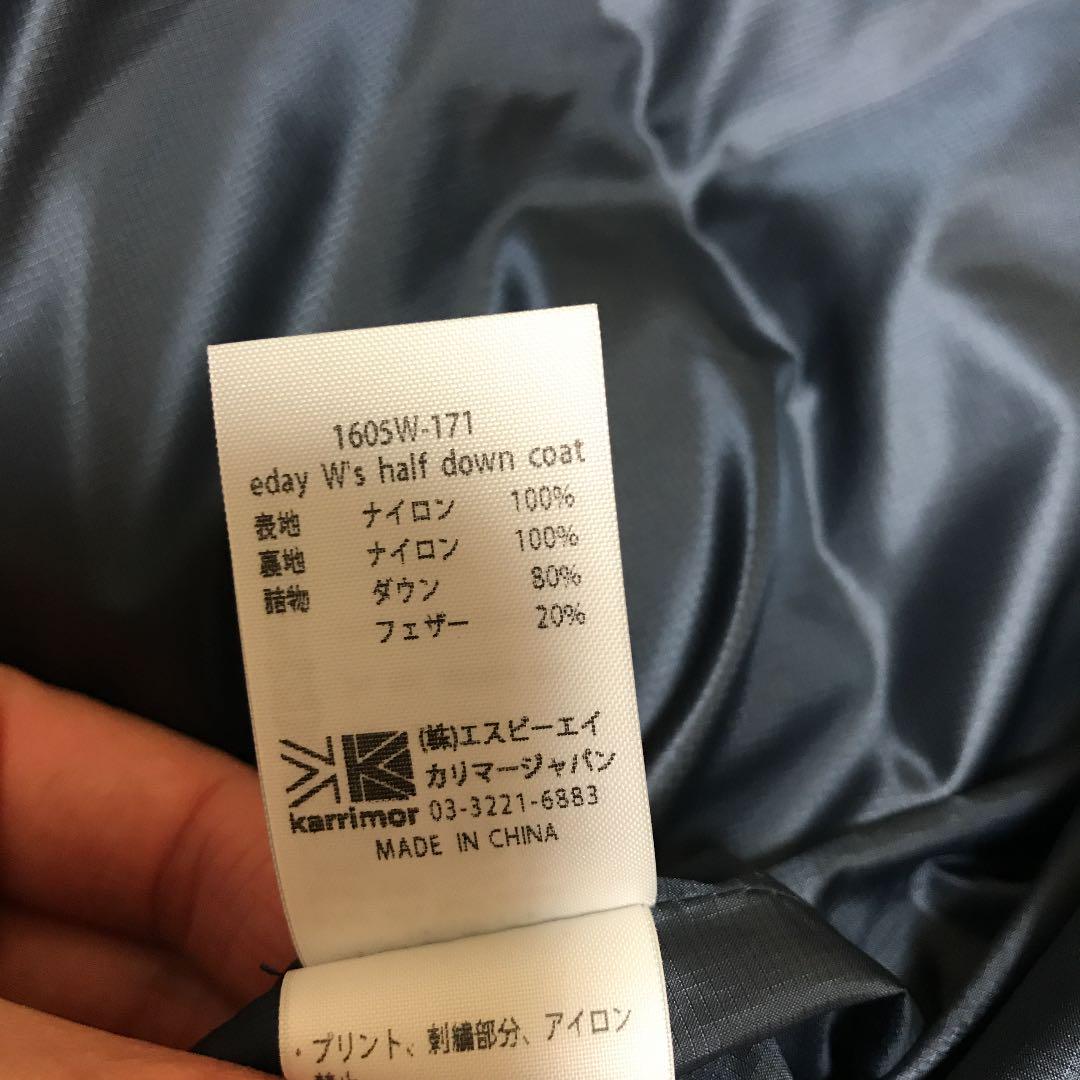 1605W-171
eday W's half down coat
表地 ナイロン 100%
裏地 ナイロン 100%
詰物 ダウン 80%
フェザー 20%
(株)エスピーエイ
カリマージャパン
karrimor 03-3221-6883
MADE IN CHINA
・プリント、刺繍部分、アイロン